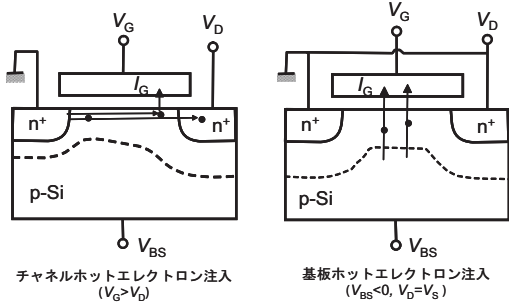 V_G
V_D
I_G
n⁺
n⁺
p-Si
V_BS
チャネルホットエレクトロン注入
(V_G>V_D)
V_G
V_D
I_G
n⁺
n⁺
p-Si
V_BS
基板ホットエレクトロン注入
(V_BS<0, V_D=V_S )